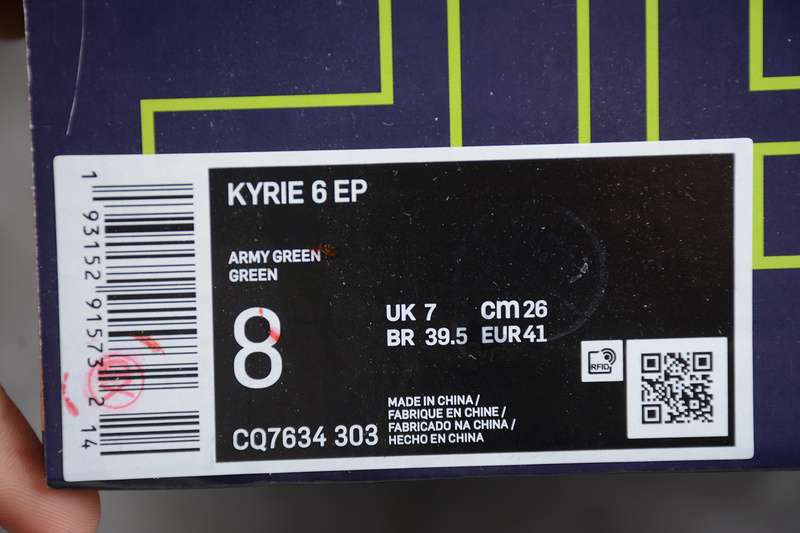 KYRIE 6 EP
ARMY GREEN
GREEN
8
UK 7 cm 26
BR 39.5 EUR 41
CQ7634 303
MADE IN CHINA /
FABRIQUE EN CHINE /
FABRICADO NA CHINA /
HECHO EN CHINA
RFID
1 93152 91573 2 14